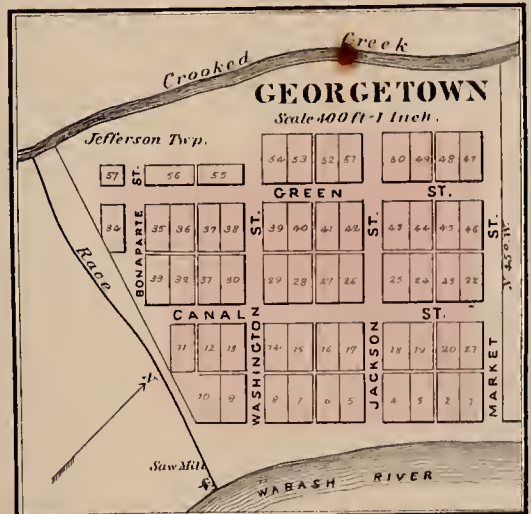 Crooked Creek
GEORGETOWN
Scale 400 ft = 1 Inch.
Jefferson Twp.
54 53 52 51 50 49 48 47
57 ST. 56 55
GREEN ST.
34 BONAPARTE 35 36 37 38 ST. 39 40 41 42 ST. 43 44 45 46 ST.
Race
33 32 31 30 29 28 27 26 25 24 23 22
CANAL ST.
11 12 13 WASHINGTON 14 15 16 17 JACKSON 18 19 20 21 MARKET
10 9 8 7 6 5 4 3 2 1
Saw Mill
WABASH RIVER